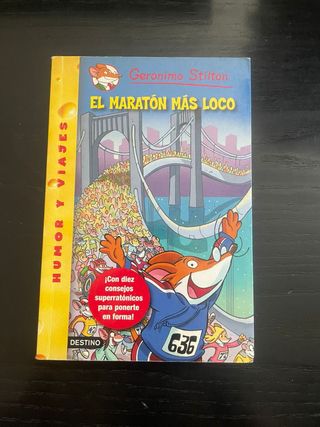 Geronimo Stilton
EL MARATÓN MÁS LOCO
HUMOR Y VIAJES
¡Con diez
consejos
superratónicos
para ponerte
en forma!
636
DESTINO